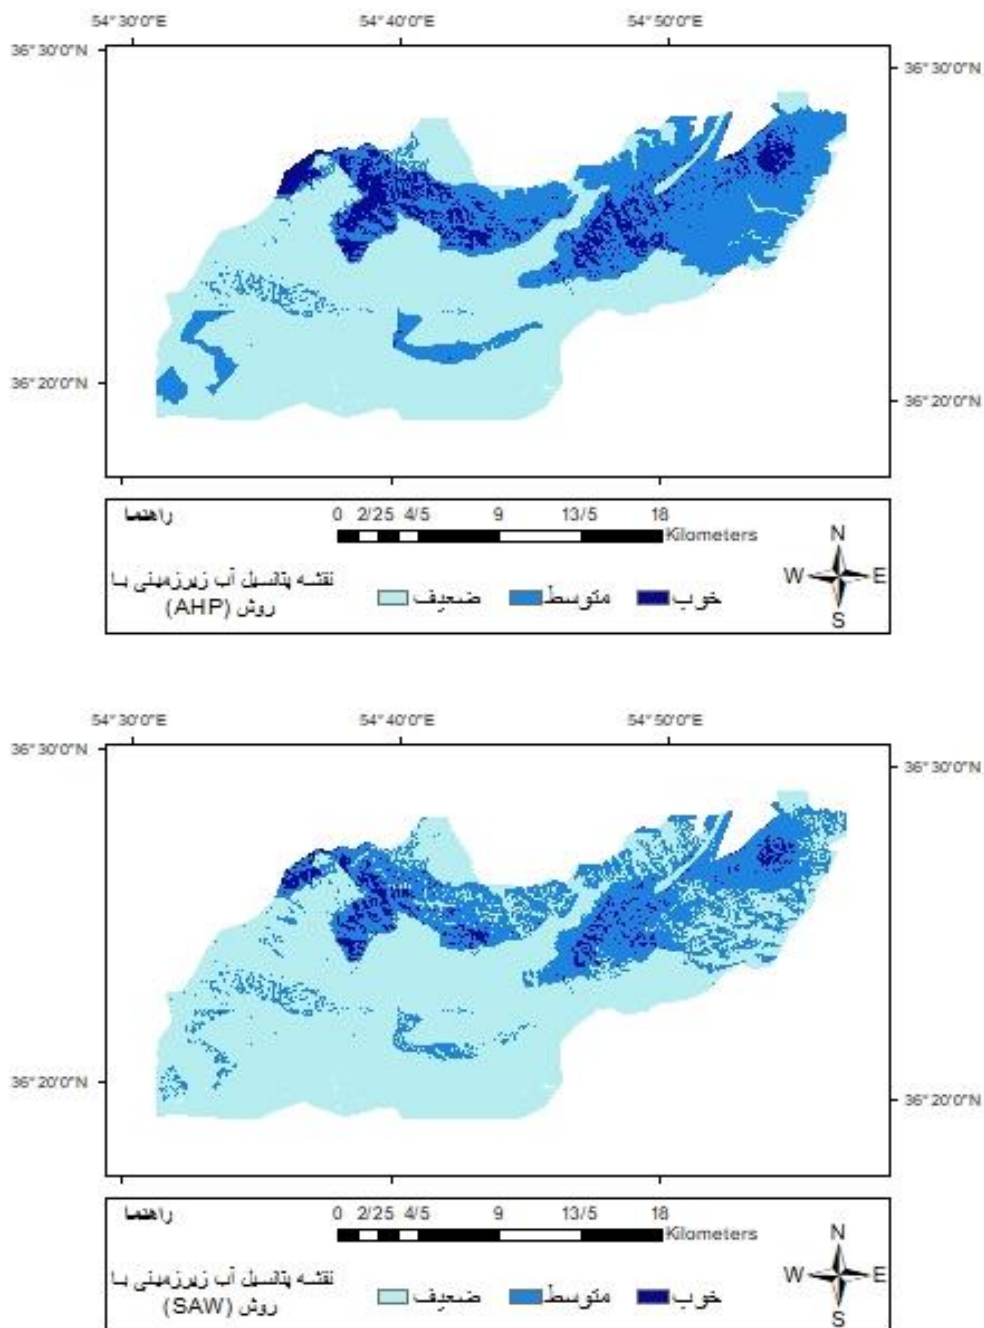 54°30'0"E 54°40'0"E 54°50'0"E
36°30'0"N 36°30'0"N
36°20'0"N 36°20'0"N
راهنما
0 2/25 4/5 9 13/5 18
Kilometers
نقشه پتانسیل آب زیرزمینی با
روش (AHP)
ضعیف متوسط خوب
N
W E
S
54°30'0"E 54°40'0"E 54°50'0"E
36°30'0"N 36°30'0"N
36°20'0"N 36°20'0"N
راهنما
0 2/25 4/5 9 13/5 18
Kilometers
نقشه پتانسیل آب زیرزمینی با
روش (SAW)
ضعیف متوسط خوب
N
W E
S